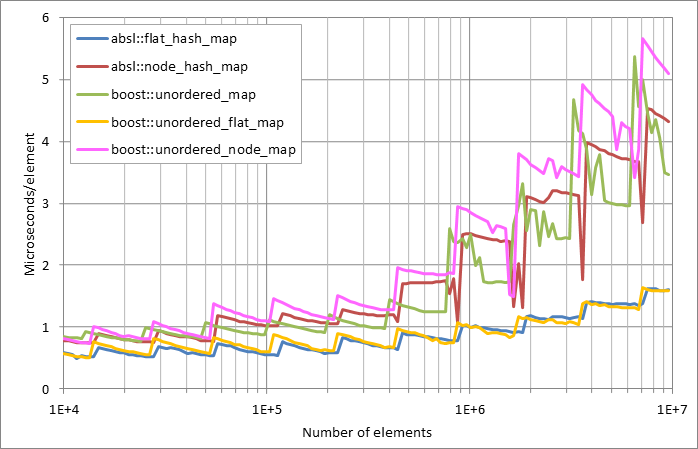 6
5
4
3
2
1
0
Microseconds/element
absl::flat_hash_map
absl::node_hash_map
boost::unordered_map
boost::unordered_flat_map
boost::unordered_node_map
1E+4
1E+5
1E+6
1E+7
Number of elements